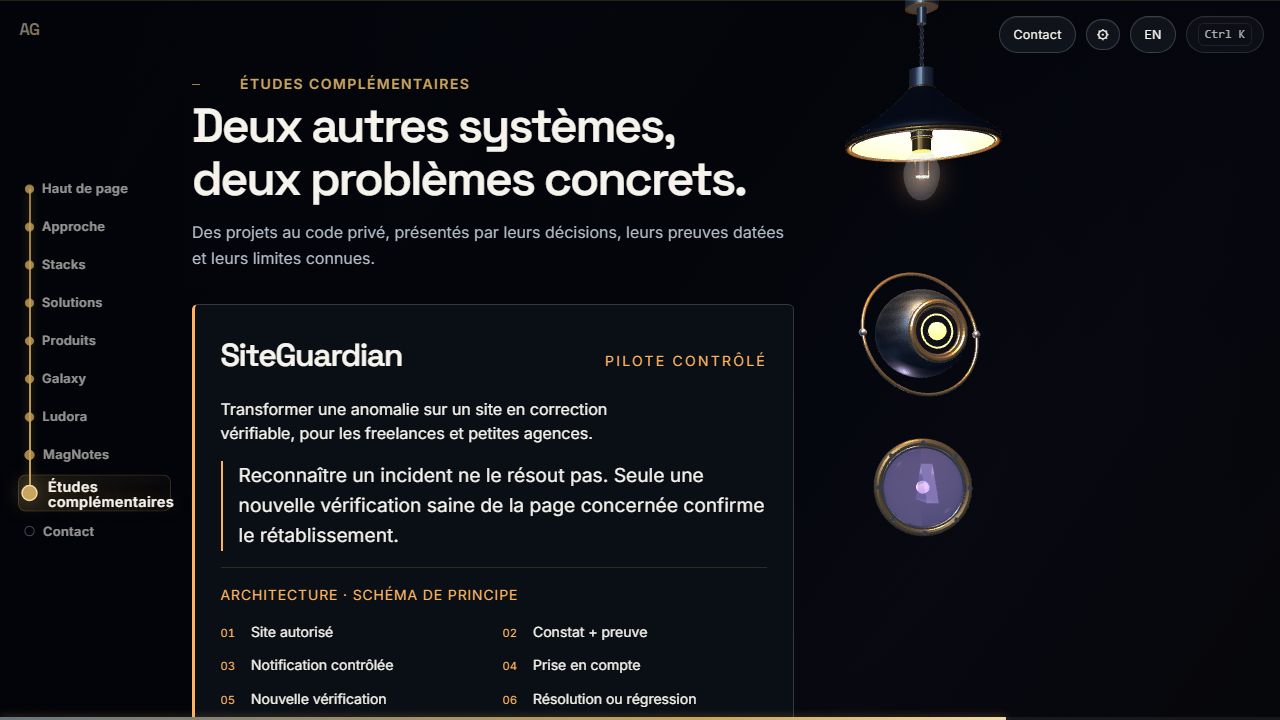 AG
Contact
EN
Ctrl K
Haut de page
Approche
Stacks
Solutions
Produits
Galaxy
Ludora
MagNotes
Études
complémentaires
Contact
— ÉTUDES COMPLÉMENTAIRES
Deux autres systèmes,
deux problèmes concrets.
Des projets au code privé, présentés par leurs décisions, leurs preuves datées
et leurs limites connues.
SiteGuardian
PILOTE CONTRÔLÉ
Transformer une anomalie sur un site en correction
vérifiable, pour les freelances et petites agences.
Reconnaître un incident ne le résout pas. Seule une
nouvelle vérification saine de la page concernée confirme
le rétablissement.
ARCHITECTURE · SCHÉMA DE PRINCIPE
01 Site autorisé
02 Constat + preuve
03 Notification contrôlée
04 Prise en compte
05 Nouvelle vérification
06 Résolution ou régression